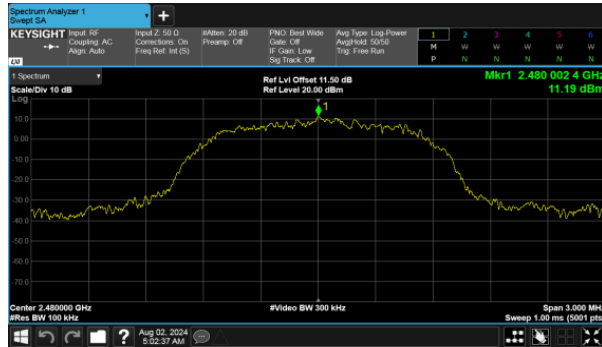 Spectrum Analyzer 1
Swept SA
+
KEYSIGHT Input: RF Input Z: 50 Ω #Atten: 20 dB PNO: Best Wide Avg Type: Log-Power 1 2 3 4 5 6
Coupling: AC Corrections: On Preamp: Off Gate: Off Avg|Hold: 50/50 M W W W W W
Align: Auto Freq Ref: Int (S) IF Gain: Low Trig: Free Run P N N N N N
Sig Track: Off
LXI
1 Spectrum
Ref Lvl Offset 11.50 dB Mkr1 2.480 002 4 GHz
Scale/Div 10 dB Ref Level 20.00 dBm 11.19 dBm
Log
1
10.0
0.00
-10.0
-20.0
-30.0
-40.0
-50.0
-60.0
-70.0
Center 2.480000 GHz #Video BW 300 kHz Span 3.000 MHz
#Res BW 100 kHz Sweep 1.00 ms (5001 pts)
? Aug 02, 2024
5:02:37 AM